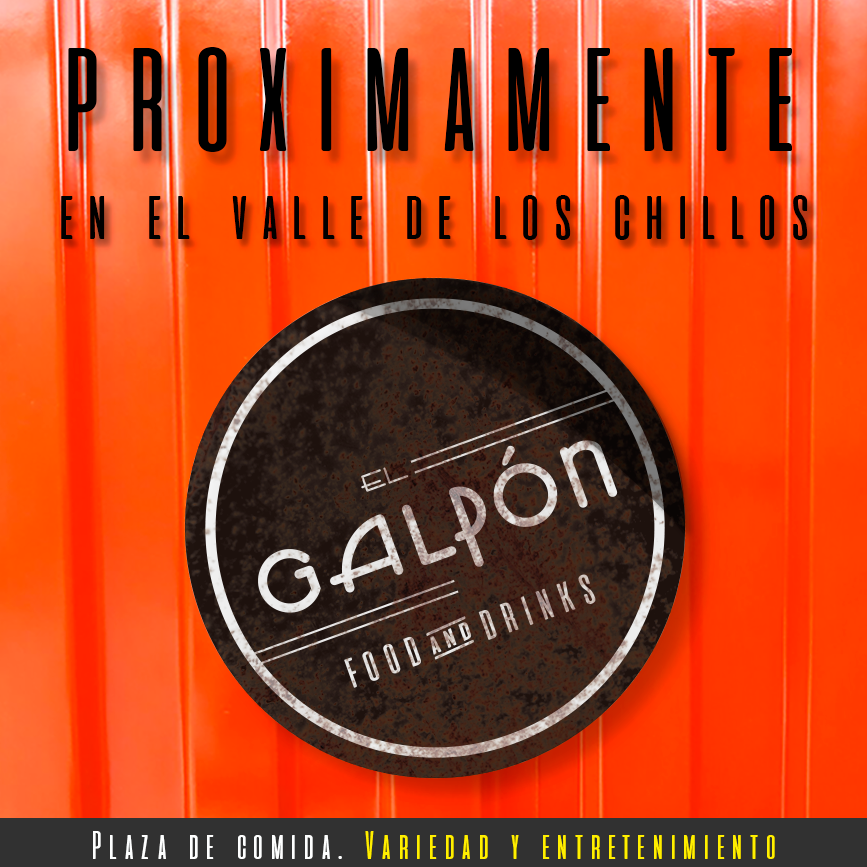 PROXIMAMENTE
EN EL VALLE DE LOS CHILLOS
EL
GALPÓN
FOOD AND DRINKS
PLAZA DE COMIDA. VARIEDAD Y ENTRETENIMIENTO